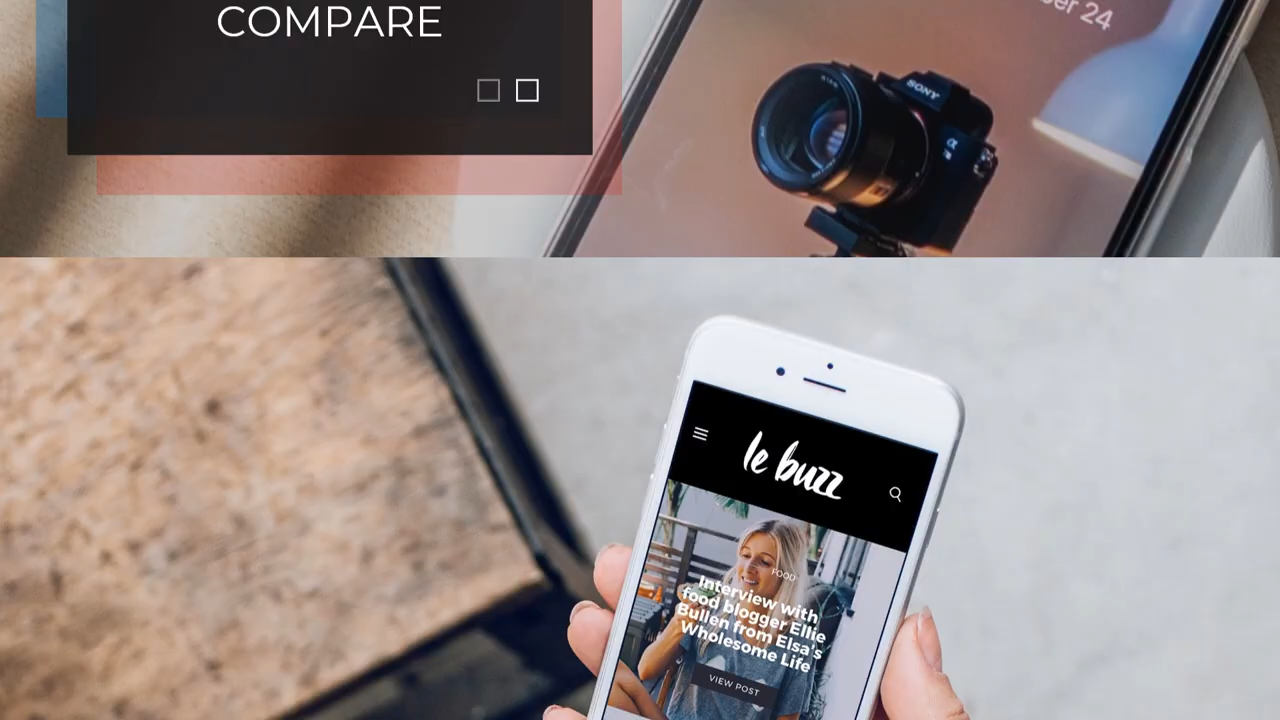 COMPARE
ber 24
SONY
le buzz
FOOD
Interview with
food blogger Ellie
Bullen from Elsa's
Wholesome Life
VIEW POST